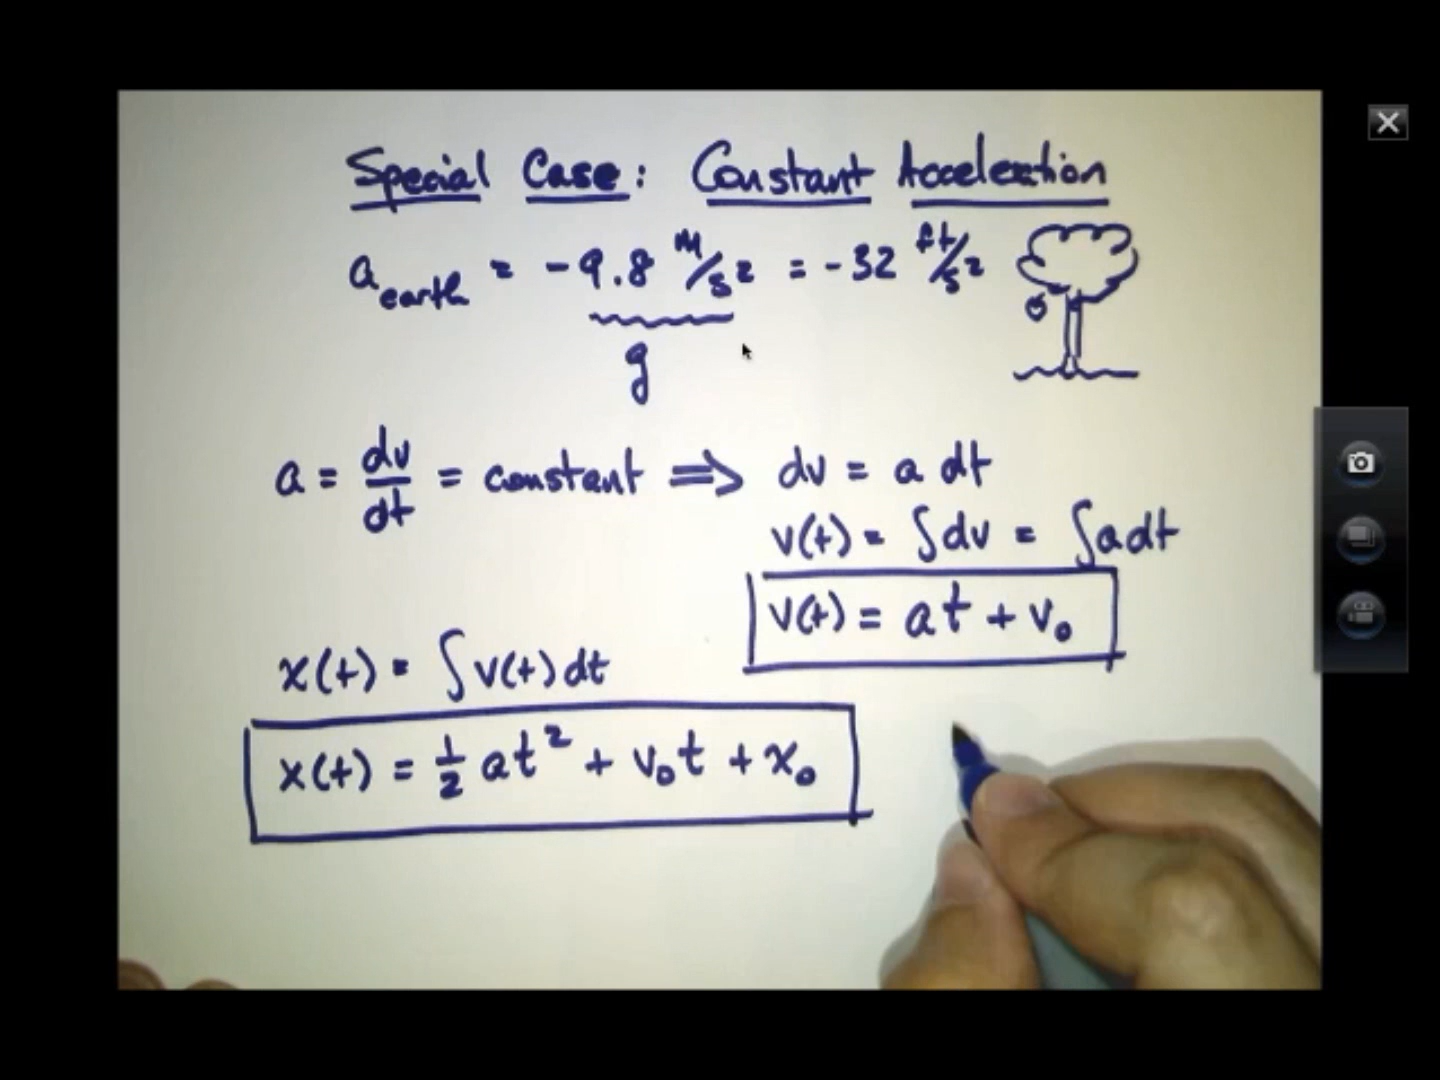 Special Case: Constant Acceleration
a_earth = -9.8 m/s² = -32 ft/s²
g
a = dv/dt = constant ⟹ dv = a dt
v(t) = ∫dv = ∫a dt
v(t) = at + v₀
x(t) = ∫v(t) dt
x(t) = ½ at² + v₀t + x₀